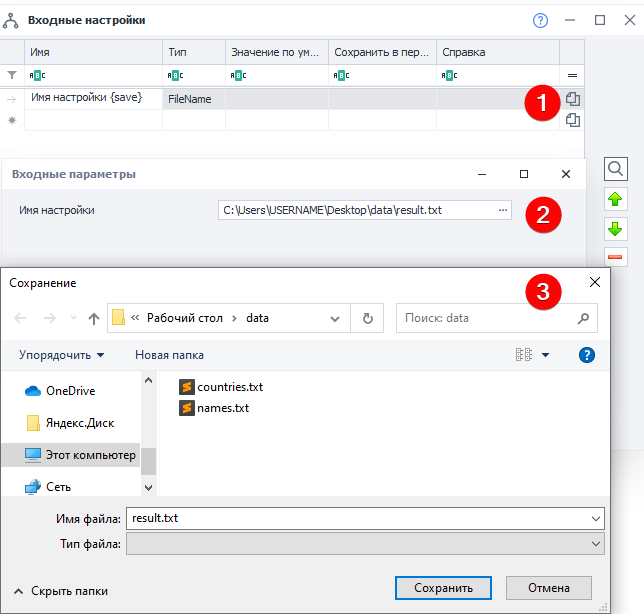 Входные настройки ?
Имя Тип Значение по ум... Сохранить в пер... Справка
ABC ABC ABC ABC ABC =
Имя настройки {save} FileName 1
Входные параметры
Имя настройки C:\Users\USERNAME\Desktop\data\result.txt ... 2
Сохранение 3
« Рабочий стол › data Поиск: data
Упорядочить Новая папка ?
OneDrive countries.txt
Яндекс.Диск names.txt
Этот компьютер
Сеть
Имя файла: result.txt
Тип файла:
Скрыть папки Сохранить Отмена